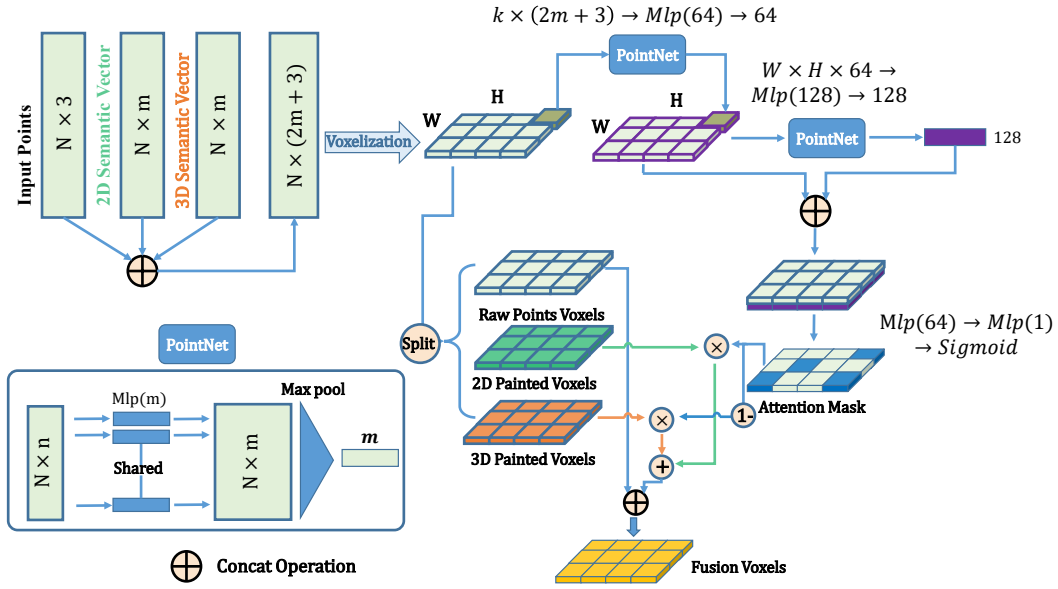 k × (2m + 3) → Mlp(64) → 64
PointNet
W × H × 64 →
Mlp(128) → 128
Input Points
N × 3
2D Semantic Vector
N × m
3D Semantic Vector
N × m
N × (2m + 3)
Voxelization
W
H
W
H
PointNet
128
Split
Raw Points Voxels
2D Painted Voxels
3D Painted Voxels
×
×
+
1-
Attention Mask
Mlp(64) → Mlp(1)
→ Sigmoid
PointNet
N × n
Mlp(m)
Shared
N × m
Max pool
m
Concat Operation
Fusion Voxels